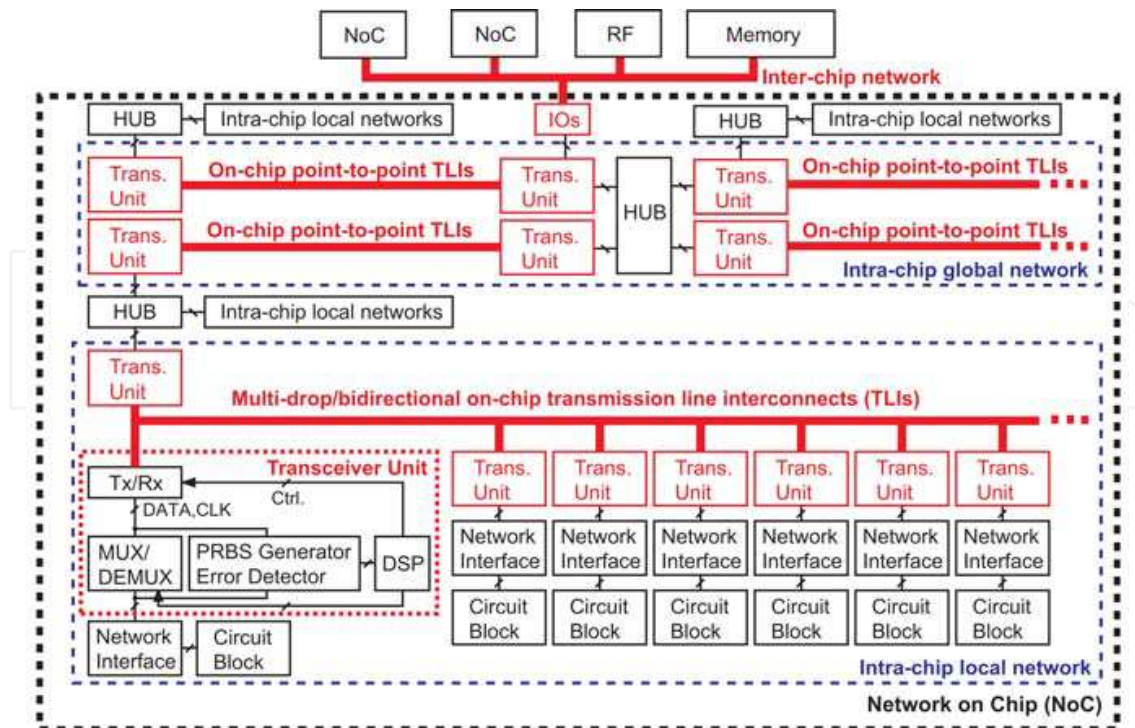 NoC
NoC
RF
Memory
Inter-chip network
HUB
Intra-chip local networks
IOs
HUB
Intra-chip local networks
Trans.
Unit
On-chip point-to-point TLIs
Trans.
Unit
HUB
Trans.
Unit
On-chip point-to-point TLIs
Trans.
Unit
On-chip point-to-point TLIs
Trans.
Unit
Trans.
Unit
On-chip point-to-point TLIs
Intra-chip global network
HUB
Intra-chip local networks
Trans.
Unit
Multi-drop/bidirectional on-chip transmission line interconnects (TLIs)
Transceiver Unit
Tx/Rx
Ctrl.
DATA,CLK
MUX/
DEMUX
PRBS Generator
Error Detector
DSP
Network
Interface
Circuit
Block
Trans.
Unit
Trans.
Unit
Trans.
Unit
Trans.
Unit
Trans.
Unit
Trans.
Unit
Network
Interface
Network
Interface
Network
Interface
Network
Interface
Network
Interface
Network
Interface
Circuit
Block
Circuit
Block
Circuit
Block
Circuit
Block
Circuit
Block
Circuit
Block
Intra-chip local network
Network on Chip (NoC)